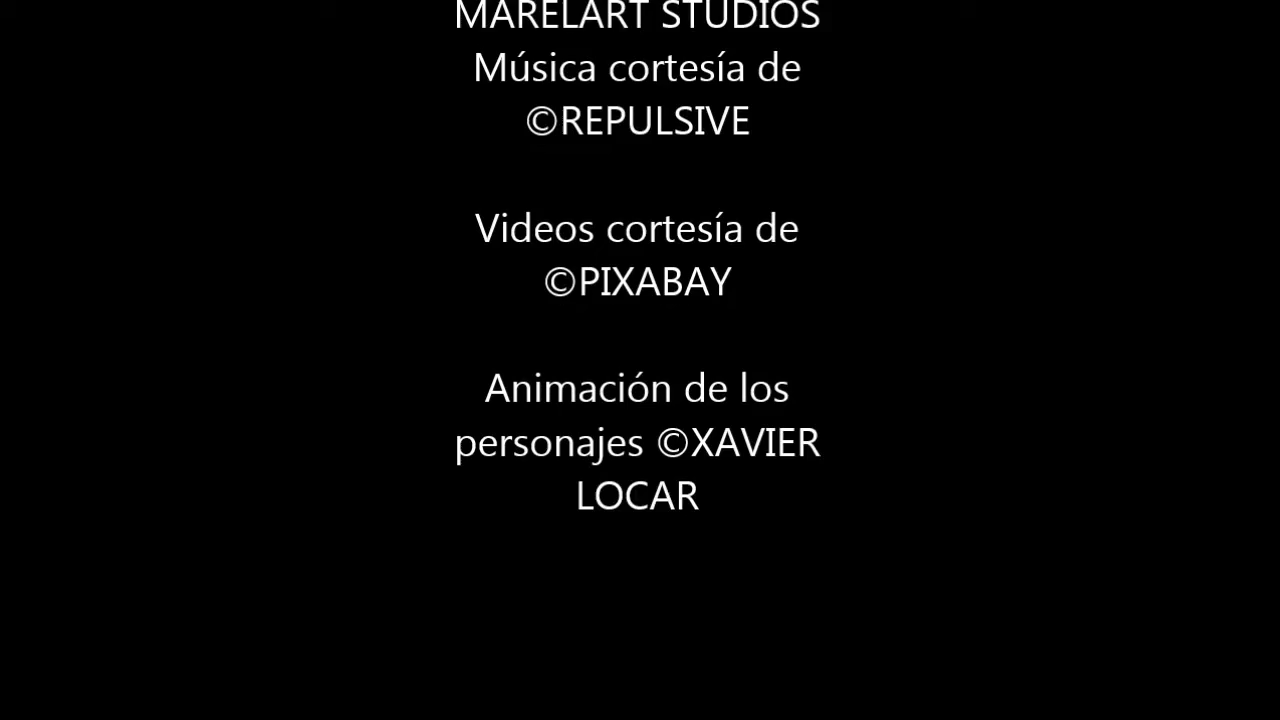 MARELART STUDIOS
Música cortesía de
©REPULSIVE
Videos cortesía de
©PIXABAY
Animación de los
personajes ©XAVIER
LOCAR